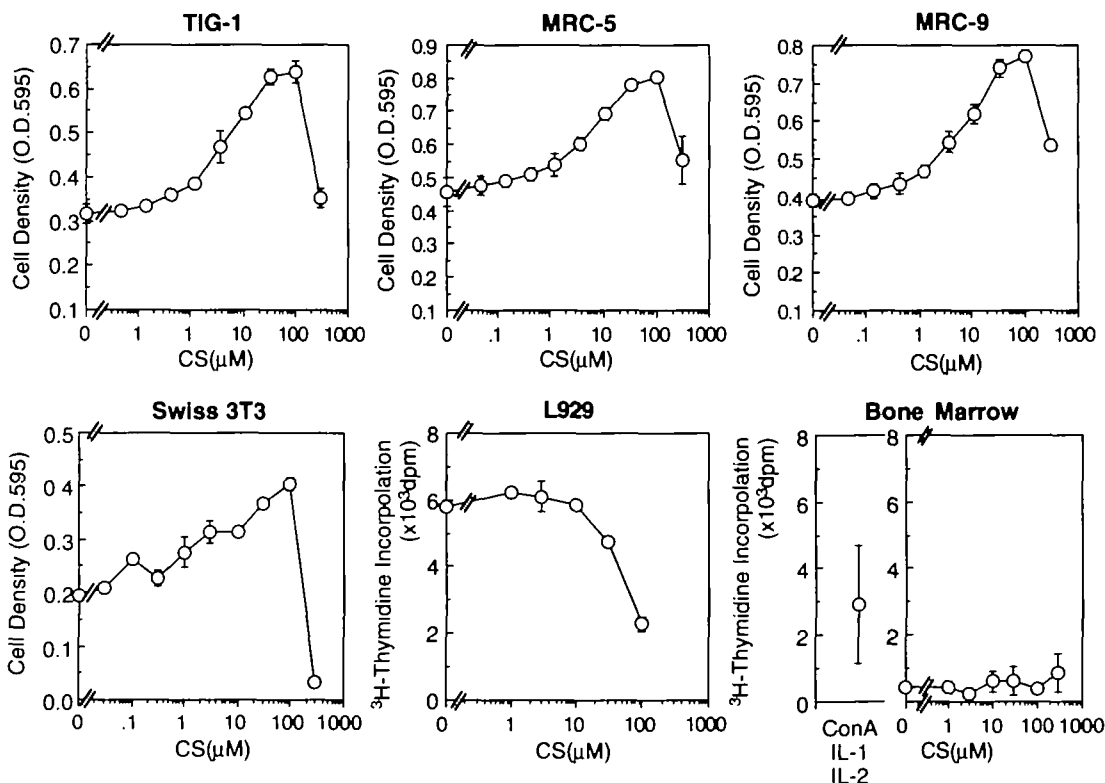 TIG-1
Cell Density (O.D.595)
0.7
0.6
0.5
0.4
0.3
0.2
0.1
0 .1 1 10 100 1000
CS(μM)
MRC-5
Cell Density (O.D.595)
1.0
0.9
0.8
0.7
0.6
0.5
0.4
0.3
0.2
0.1
0 .1 1 10 100 1000
CS(μM)
MRC-9
Cell Density (O.D.595)
0.8
0.7
0.6
0.5
0.4
0.3
0.2
0.1
0 .1 1 10 100 1000
CS(μM)
Swiss 3T3
Cell Density (O.D.595)
0.5
0.4
0.3
0.2
0.1
0.0
0 .1 1 10 100 1000
CS(μM)
L929
³H-Thymidine Incorpolation
(x10³dpm)
8
6
4
2
0
0 1 10 100 1000
CS(μM)
Bone Marrow
³H-Thymidine Incorpolation
(x10³dpm)
8
6
4
2
0
ConA
IL-1
IL-2
8
6
4
2
0
0 1 10 100 1000
CS(μM)